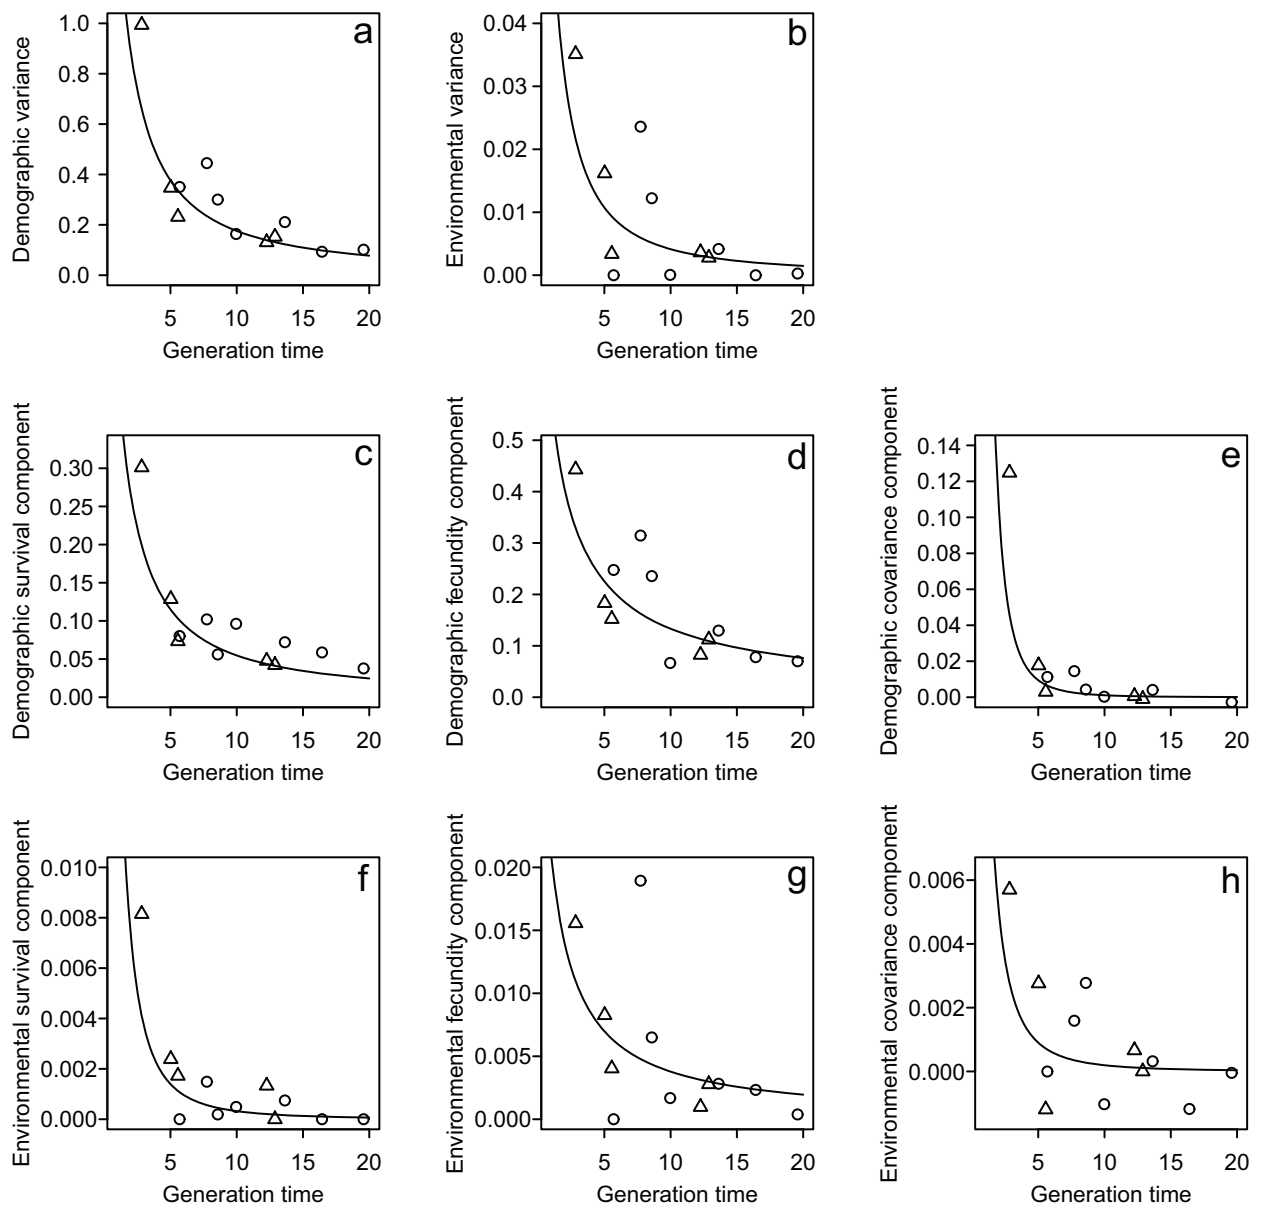 a
Demographic variance
1.0
0.8
0.6
0.4
0.2
0.0
5 10 15 20
Generation time
b
Environmental variance
0.04
0.03
0.02
0.01
0.00
5 10 15 20
Generation time
c
Demographic survival component
0.30
0.25
0.20
0.15
0.10
0.05
0.00
5 10 15 20
Generation time
d
Demographic fecundity component
0.5
0.4
0.3
0.2
0.1
0.0
5 10 15 20
Generation time
e
Demographic covariance component
0.14
0.12
0.10
0.08
0.06
0.04
0.02
0.00
5 10 15 20
Generation time
f
Environmental survival component
0.010
0.008
0.006
0.004
0.002
0.000
5 10 15 20
Generation time
g
Environmental fecundity component
0.020
0.015
0.010
0.005
0.000
5 10 15 20
Generation time
h
Environmental covariance component
0.006
0.004
0.002
0.000
5 10 15 20
Generation time